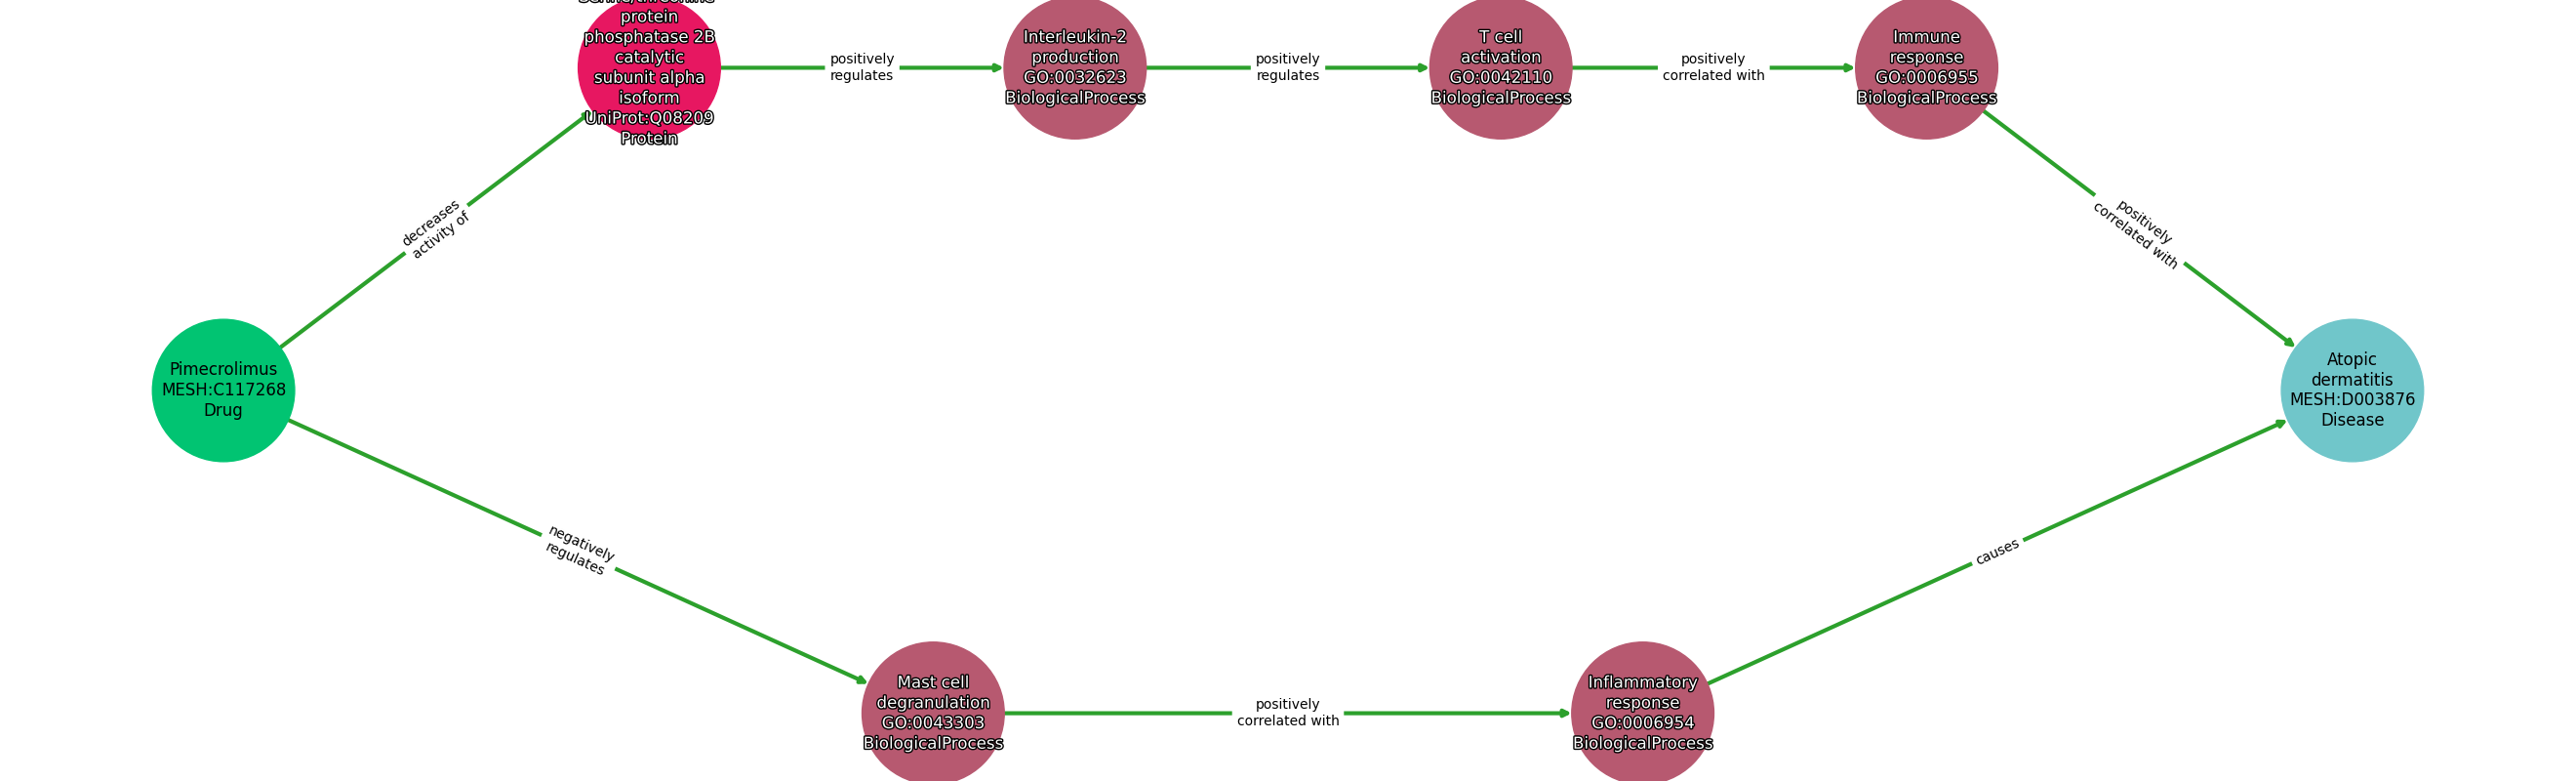 protein
phosphatase 2B
catalytic
subunit alpha
isoform
UniProt:Q08209
Protein
positively
regulates
Interleukin-2
production
GO:0032623
BiologicalProcess
positively
regulates
T cell
activation
GO:0042110
BiologicalProcess
positively
correlated with
Immune
response
GO:0006955
BiologicalProcess
decreases
activity of
positively
correlated with
Pimecrolimus
MESH:C117268
Drug
Atopic
dermatitis
MESH:D003876
Disease
negatively
regulates
causes
Mast cell
degranulation
GO:0043303
BiologicalProcess
positively
correlated with
Inflammatory
response
GO:0006954
BiologicalProcess